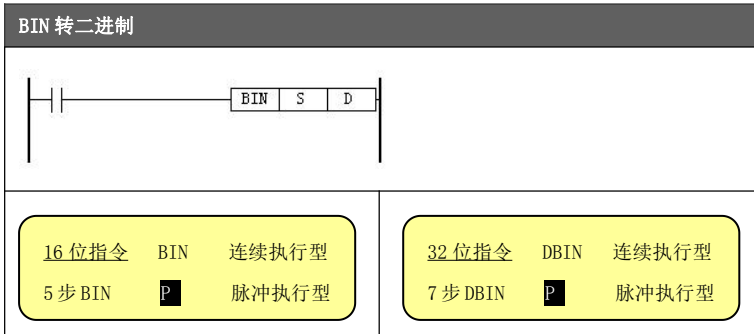 BIN 转二进制
BIN S D
16 位指令 BIN 连续执行型
5 步 BIN P 脉冲执行型
32 位指令 DBIN 连续执行型
7 步 DBIN P 脉冲执行型